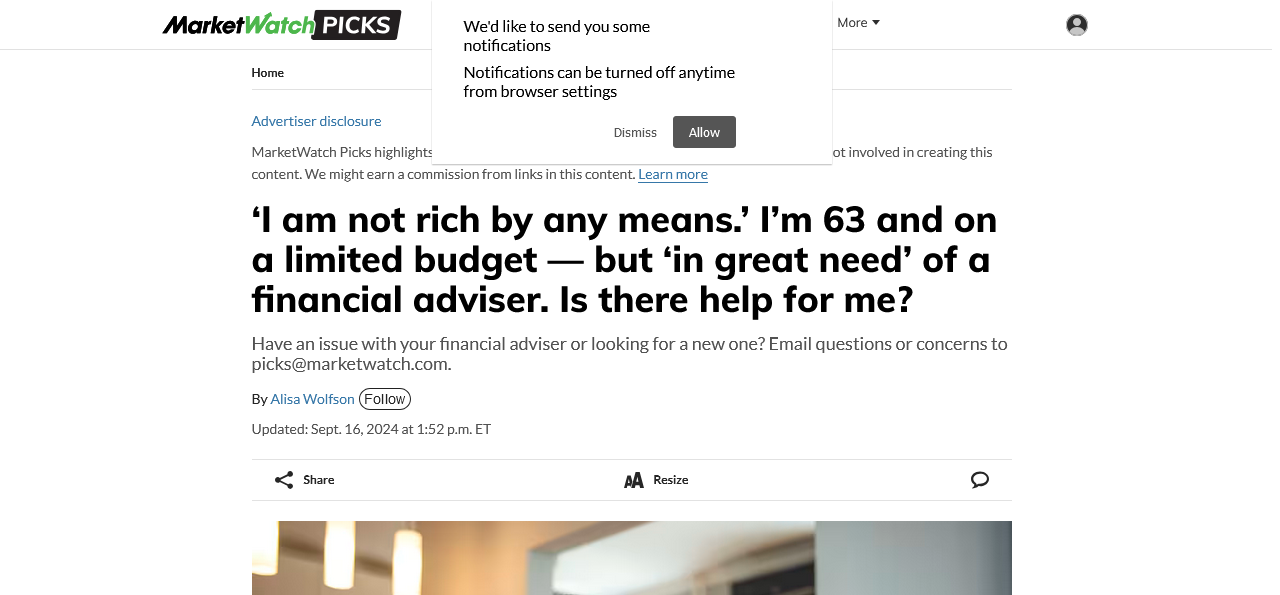 MarketWatch PICKS
More
We'd like to send you some
notifications
Notifications can be turned off anytime
from browser settings
Dismiss
Allow
Home
Advertiser disclosure
MarketWatch Picks highlights
ot involved in creating this
content. We might earn a commission from links in this content. Learn more
‘I am not rich by any means.’ I’m 63 and on
a limited budget — but ‘in great need’ of a
financial adviser. Is there help for me?
Have an issue with your financial adviser or looking for a new one? Email questions or concerns to
picks@marketwatch.com.
By Alisa Wolfson Follow
Updated: Sept. 16, 2024 at 1:52 p.m. ET
Share
AA Resize